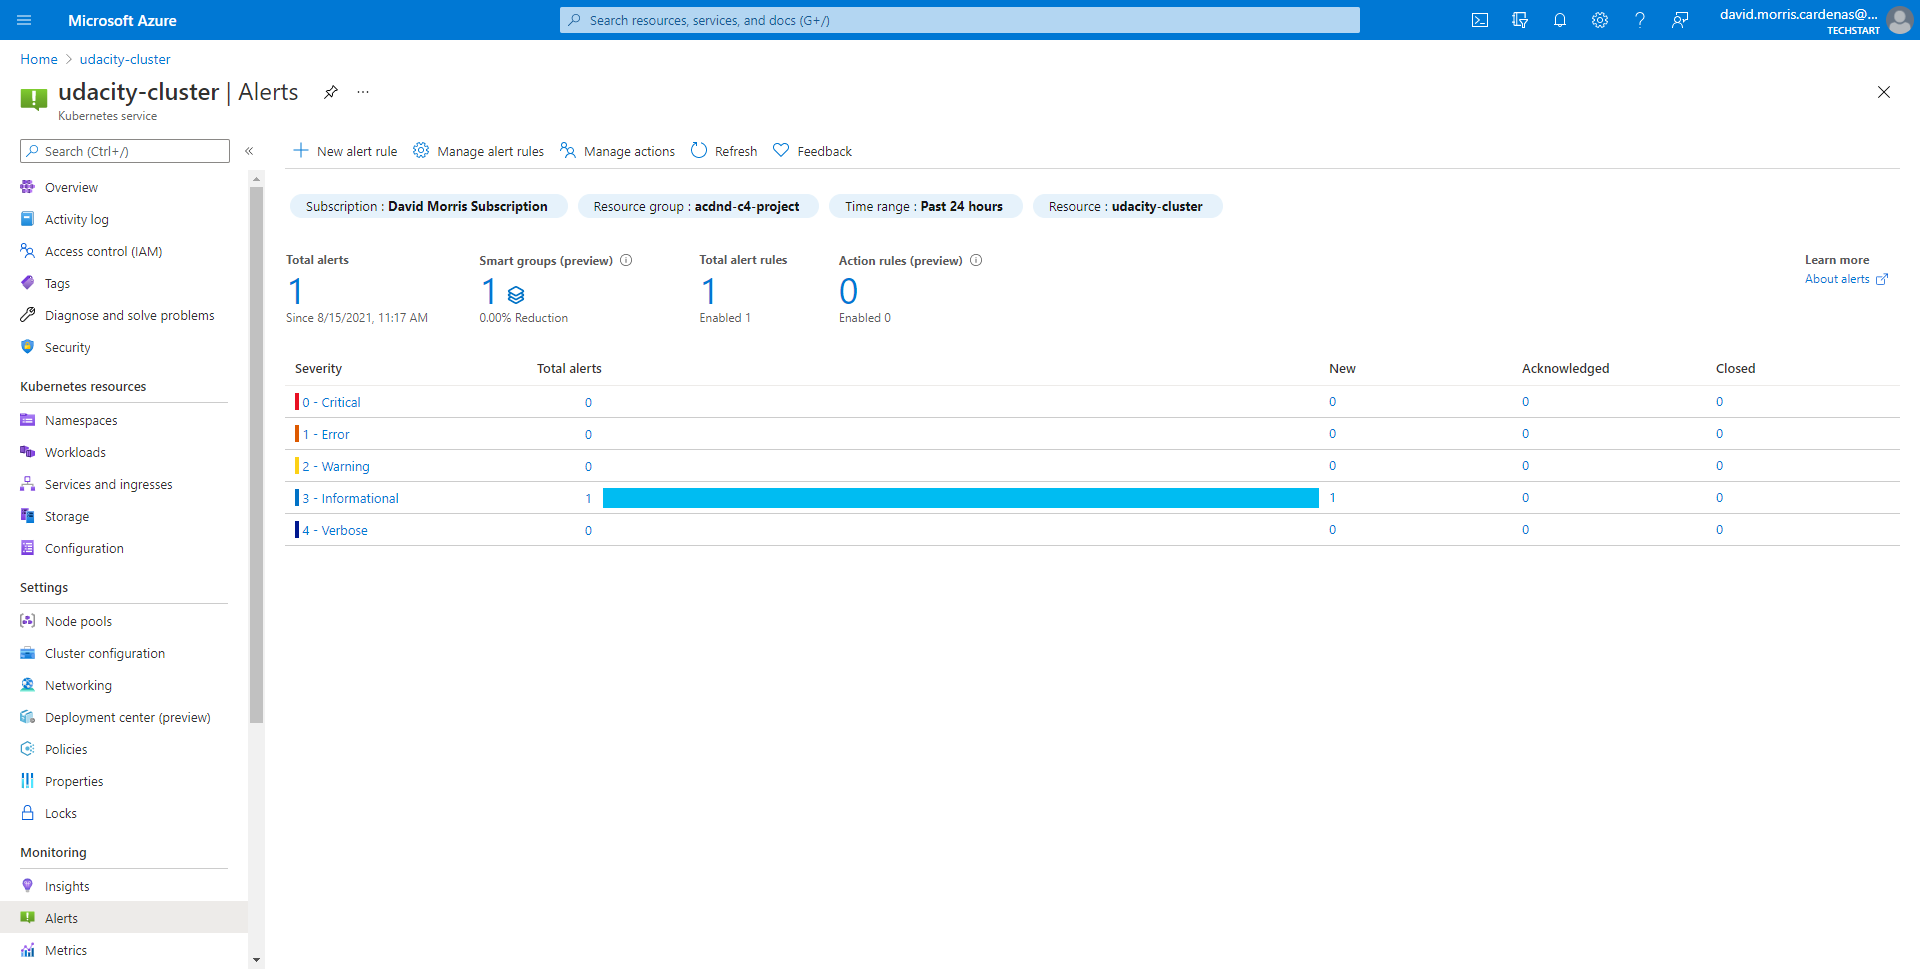 Microsoft Azure
Search resources, services, and docs (G+/)
david.morris.cardenas@...
TECHSTART
Home > udacity-cluster
udacity-cluster | Alerts
...
Kubernetes service
Search (Ctrl+/)
«
New alert rule
Manage alert rules
Manage actions
Refresh
Feedback
Overview
Activity log
Access control (IAM)
Tags
Diagnose and solve problems
Security
Kubernetes resources
Namespaces
Workloads
Services and ingresses
Storage
Configuration
Settings
Node pools
Cluster configuration
Networking
Deployment center (preview)
Policies
Properties
Locks
Monitoring
Insights
Alerts
Metrics
Subscription : David Morris Subscription
Resource group : acdnd-c4-project
Time range : Past 24 hours
Resource : udacity-cluster
Total alerts
1
Since 8/15/2021, 11:17 AM
Smart groups (preview)
1
0.00% Reduction
Total alert rules
1
Enabled 1
Action rules (preview)
0
Enabled 0
Learn more
About alerts
Severity Total alerts New Acknowledged Closed
0 - Critical 0 0 0 0
1 - Error 0 0 0 0
2 - Warning 0 0 0 0
3 - Informational 1 1 0 0
4 - Verbose 0 0 0 0